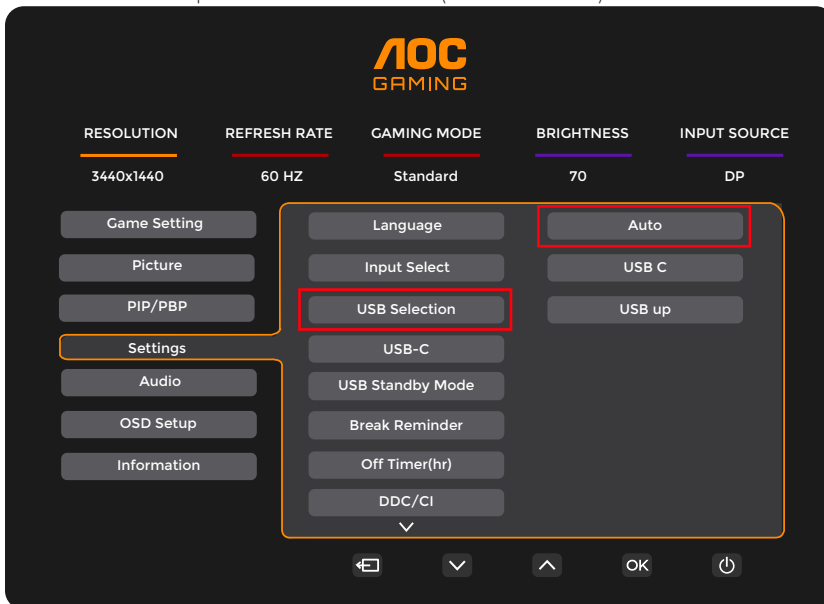 AOC
GAMING
RESOLUTION REFRESH RATE GAMING MODE BRIGHTNESS INPUT SOURCE
3440x1440 60 HZ Standard 70 DP
Game Setting Language Auto
Picture Input Select USB C
PIP/PBP USB Selection USB up
Settings USB-C
Audio USB Standby Mode
OSD Setup Break Reminder
Information Off Timer(hr)
DDC/CI
OK